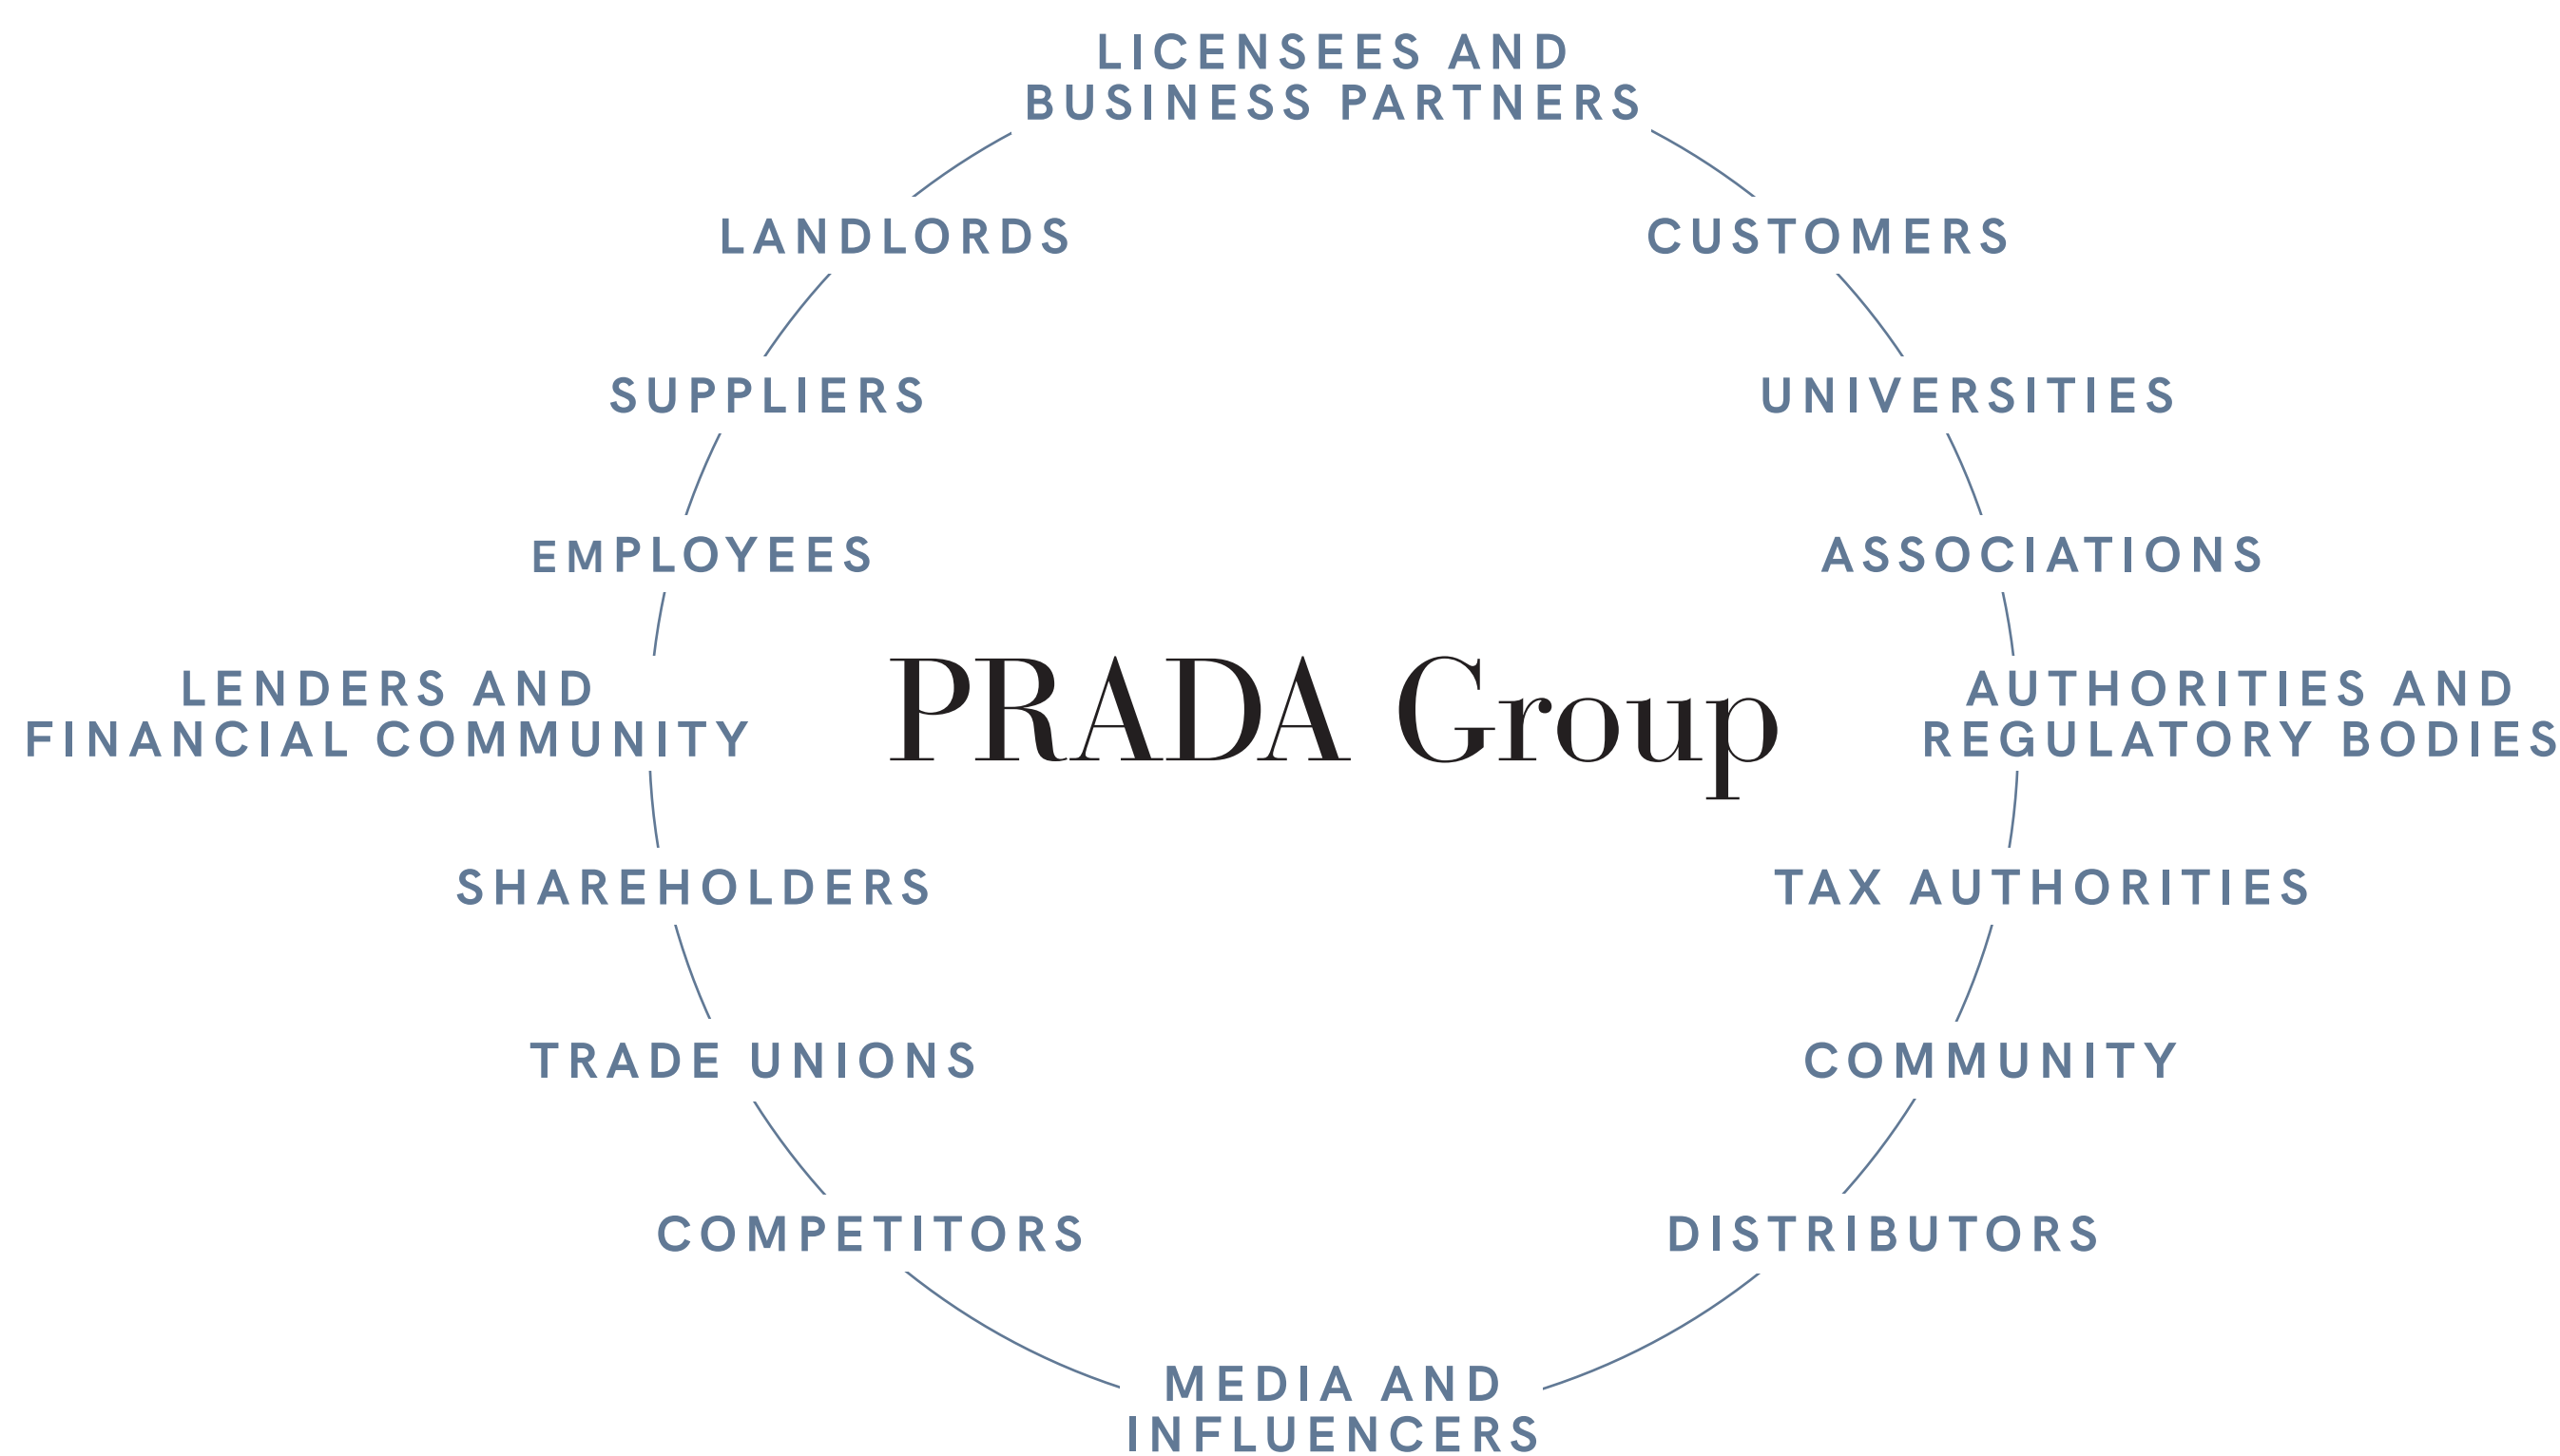 LICENSEES AND
BUSINESS PARTNERS
LANDLORDS
CUSTOMERS
SUPPLIERS
UNIVERSITIES
EMPLOYEES
ASSOCIATIONS
PRADA Group
LENDERS AND
FINANCIAL COMMUNITY
AUTHORITIES AND
REGULATORY BODIES
SHAREHOLDERS
TAX AUTHORITIES
TRADE UNIONS
COMMUNITY
COMPETITORS
DISTRIBUTORS
MEDIA AND
INFLUENCERS